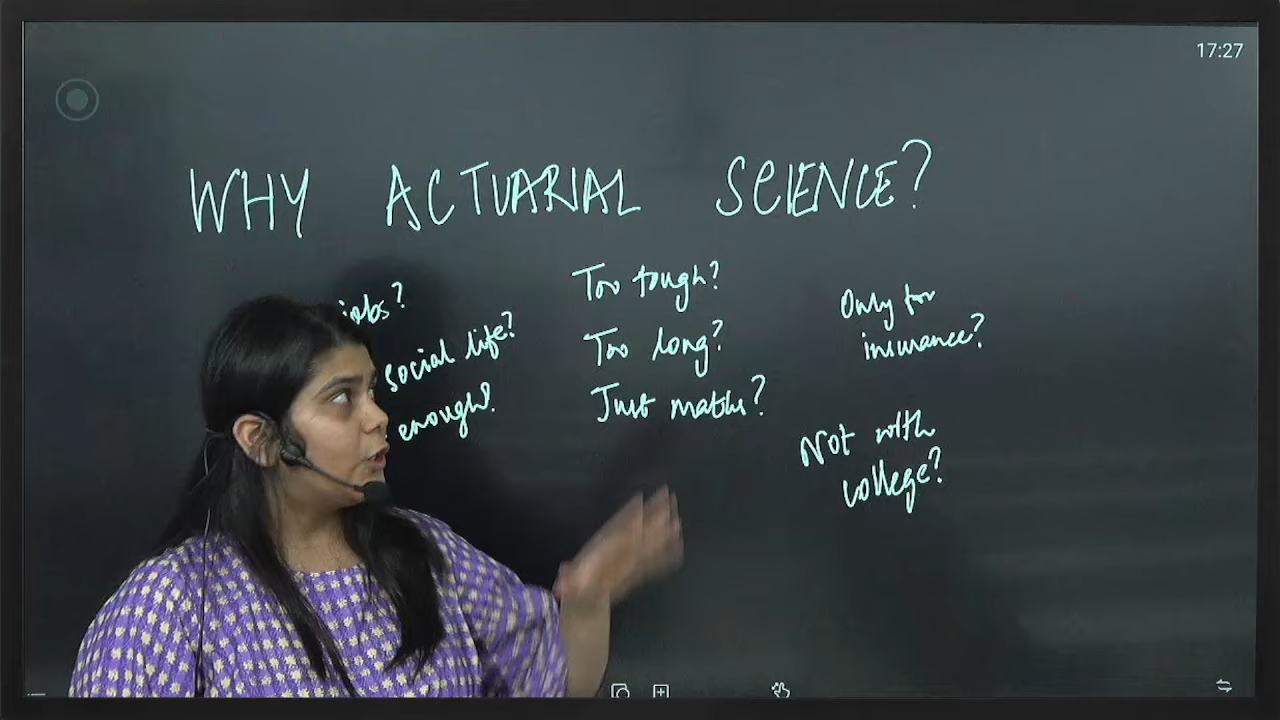 17:27
WHY ACTUARIAL SCIENCE?
jobs?
social life?
enough?
Too tough?
Too long?
Just maths?
Only for
insurance?
Not with
college?